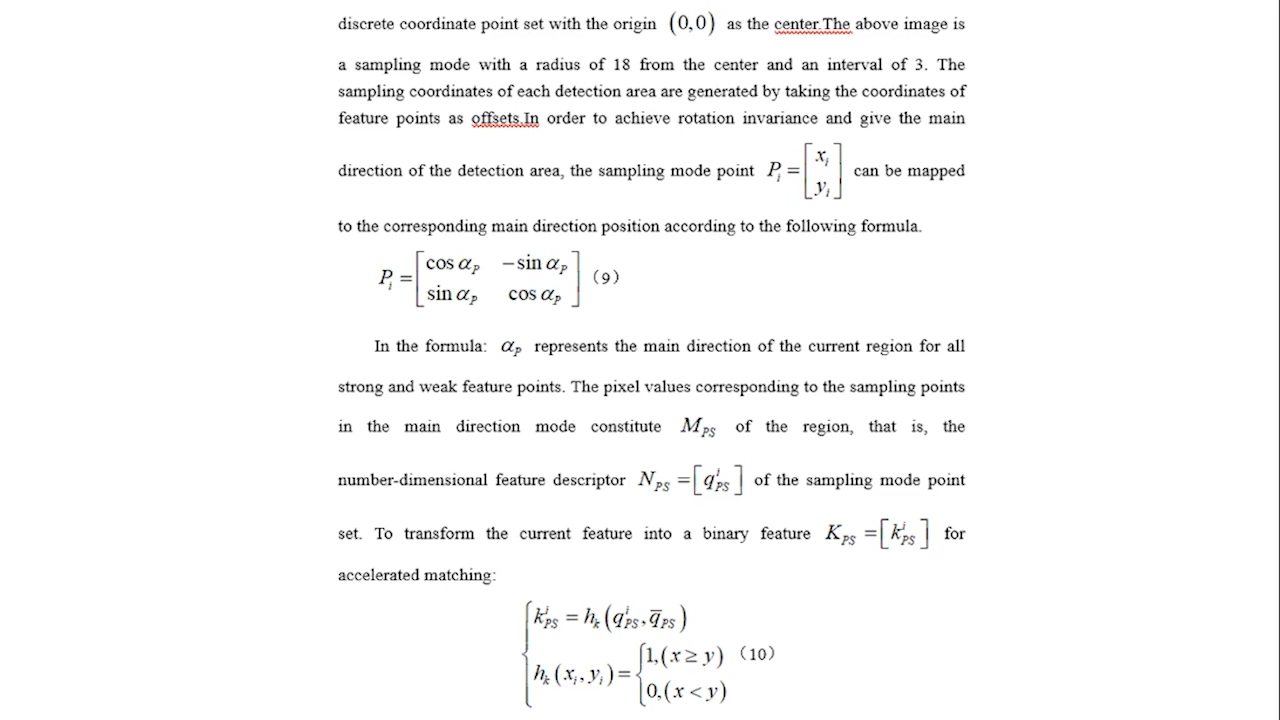 discrete coordinate point set with the origin (0,0) as the center.The above image is
a sampling mode with a radius of 18 from the center and an interval of 3. The
sampling coordinates of each detection area are generated by taking the coordinates of
feature points as offsets.In order to achieve rotation invariance and give the main
direction of the detection area, the sampling mode point P_i = [x_i y_i] can be mapped
to the corresponding main direction position according to the following formula.
P_i = [cos α_P −sin α_P
sin α_P cos α_P] (9)
In the formula: α_P represents the main direction of the current region for all
strong and weak feature points. The pixel values corresponding to the sampling points
in the main direction mode constitute M_PS of the region, that is, the
number-dimensional feature descriptor N_PS = [q^i_PS] of the sampling mode point
set. To transform the current feature into a binary feature K_PS = [k^i_PS] for
accelerated matching:
{k^i_PS = h_k (q^i_PS, q̄_PS)
h_k (x_i, y_i) = {1,(x ≥ y) (10)
0,(x < y)